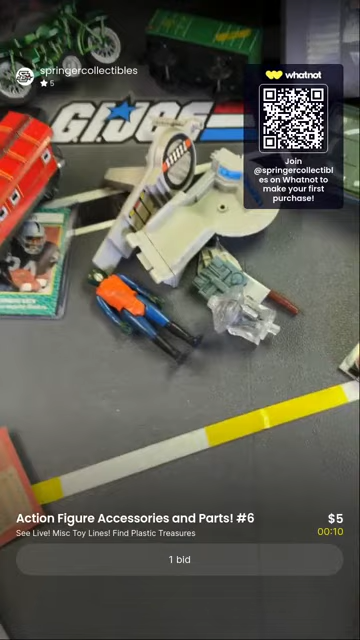 springercollectibles
★5
whatnot
G.I. JOE
Join
@springercollectibl
es on Whatnot to
make your first
purchase!
Action Figure Accessories and Parts! #6
$5
See Live! Misc Toy Lines! Find Plastic Treasures
00:10
1 bid